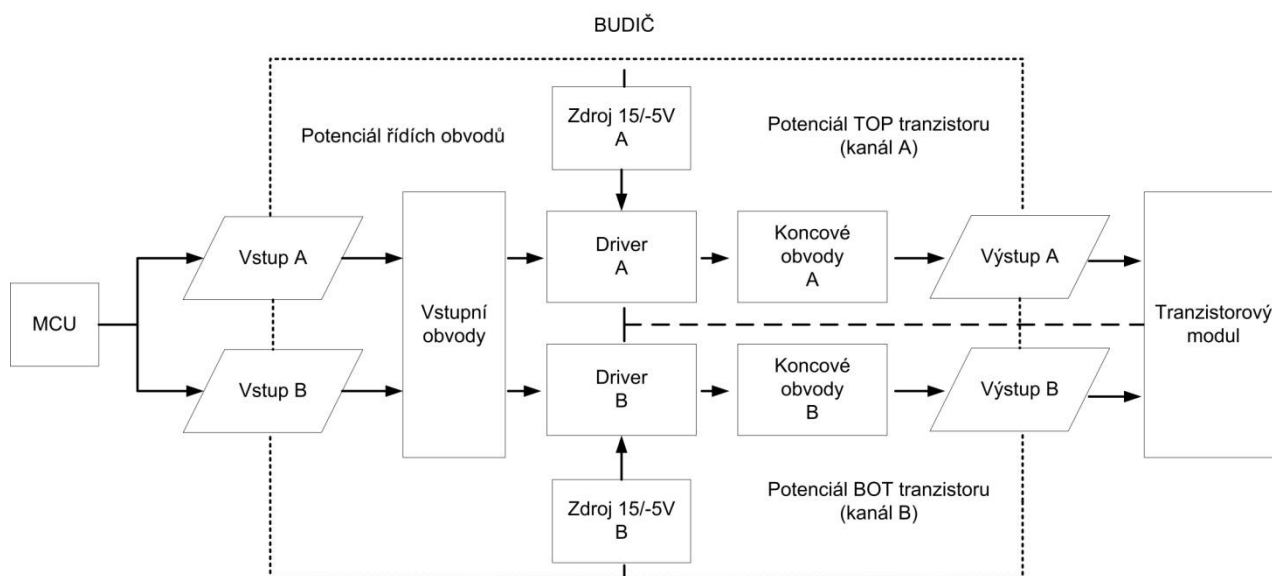 BUDIČ
Zdroj 15/-5V
A
Potenciál řídích obvodů
Potenciál TOP tranzistoru
(kanál A)
Vstup A
Driver
A
Koncové
obvody
A
Výstup A
MCU
Vstupní
obvody
Tranzistorový
modul
Vstup B
Driver
B
Koncové
obvody
B
Výstup B
Zdroj 15/-5V
B
Potenciál BOT tranzistoru
(kanál B)